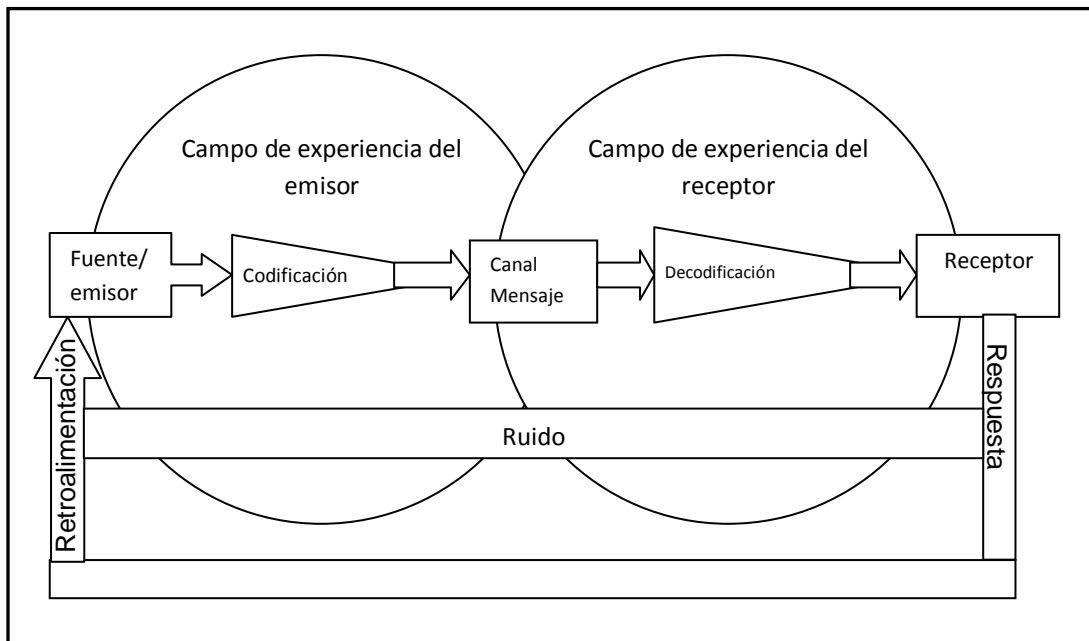 Campo de experiencia del
emisor
Campo de experiencia del
receptor
Fuente/
emisor
Codificación
Canal
Mensaje
Decodificación
Receptor
Retroalimentación
Ruido
Respuesta